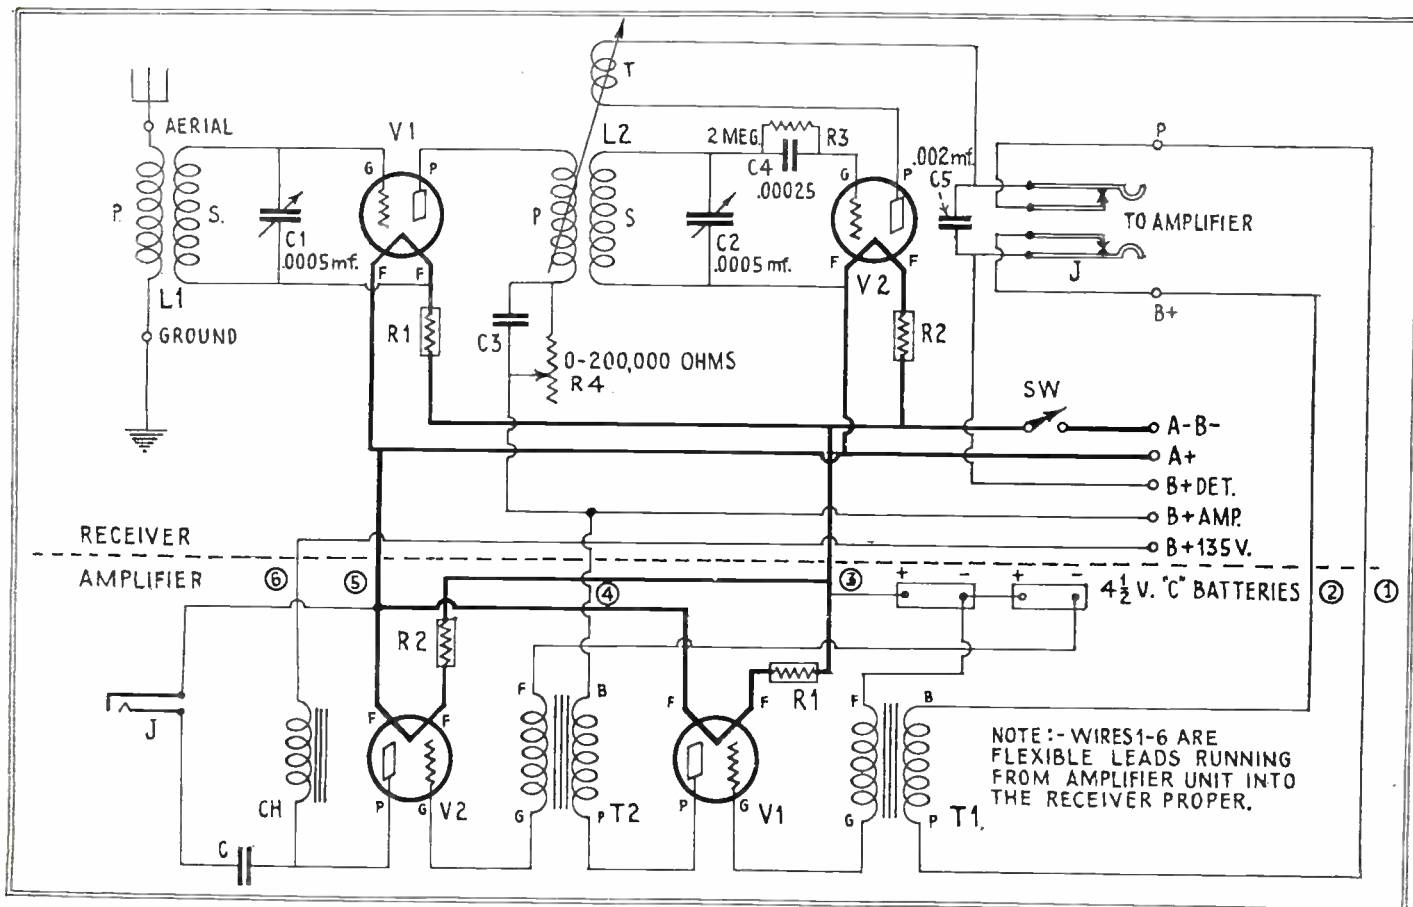 AERIAL
V1
G
P
P.
S.
C1
.0005mf.
F
F
L1
GROUND
R1
T
L2
P
S
2 MEG.
R3
C4
.00025
C2
.0005mf.
G
P
F
F
V2
R2
.002mf.
C5
P
TO AMPLIFIER
J
B+
C3
0-200,000 OHMS
R4
SW
A-B-
A+
B+DET.
B+AMP.
B+135V.
RECEIVER
AMPLIFIER
⑥
⑤
④
③
+
-
+
-
4½V. "C" BATTERIES
②
①
R2
J
CH
C
F
F
P
G
V2
F
B
G
P
T2
F
F
R1
P
G
V1
F
B
G
P
T1.
NOTE:-WIRES1-6 ARE
FLEXIBLE LEADS RUNNING
FROM AMPLIFIER UNIT INTO
THE RECEIVER PROPER.